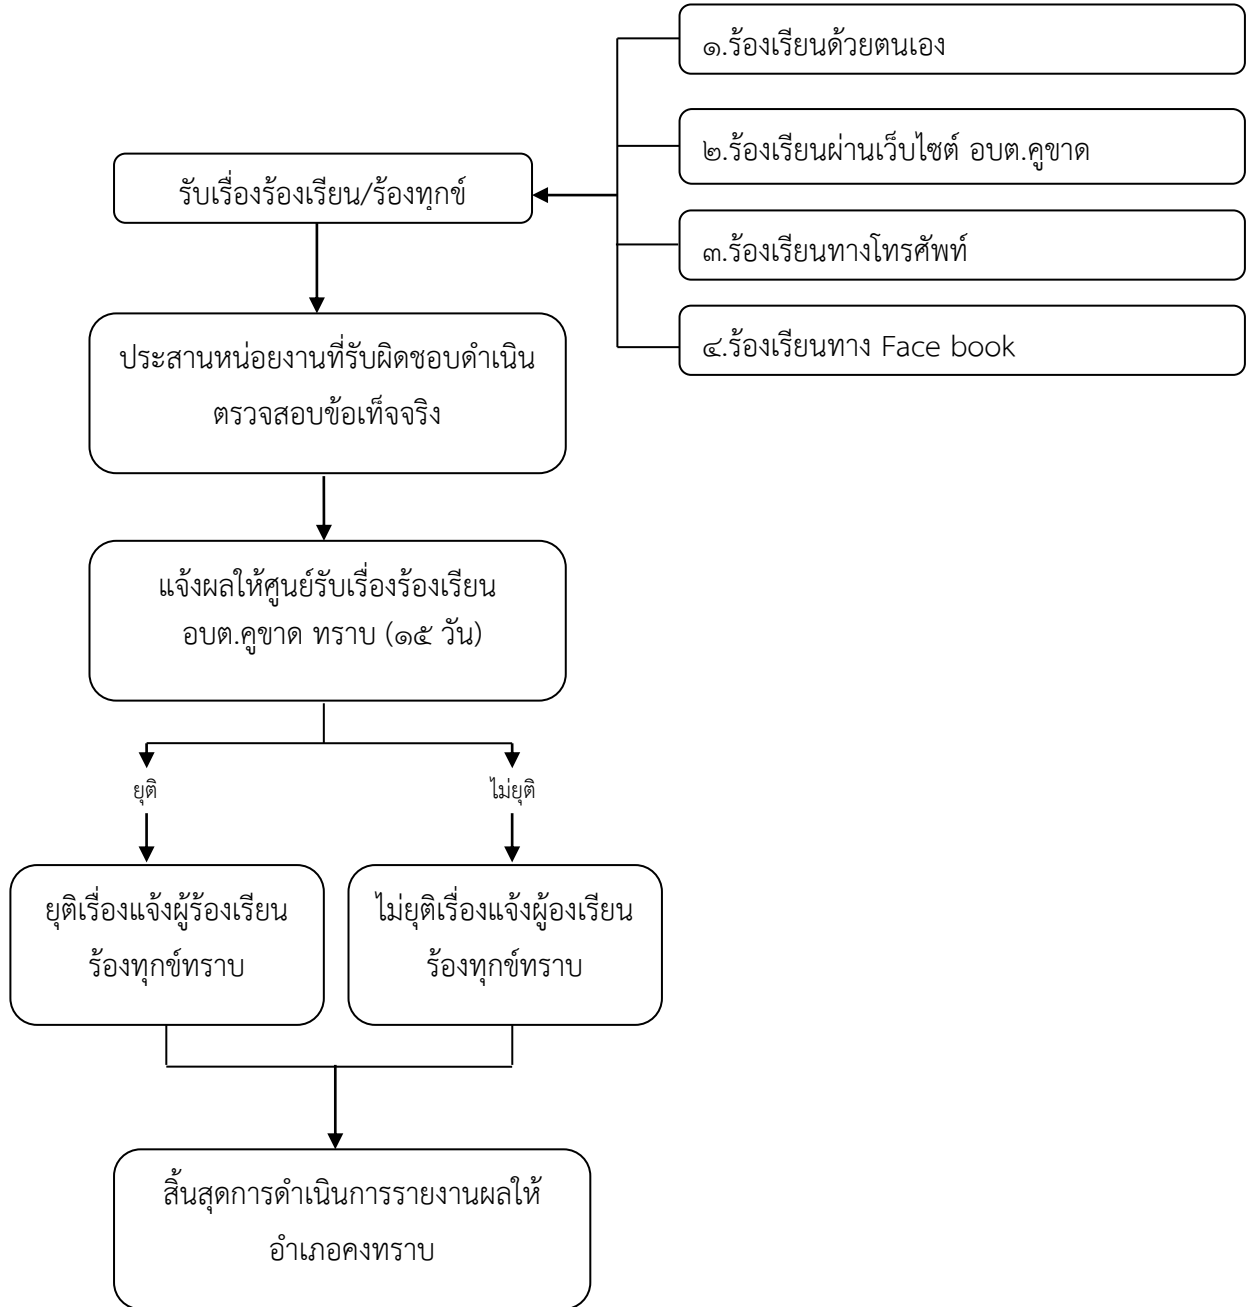 ๑.ร้องเรียนด้วยตนเอง
๒.ร้องเรียนผ่านเว็บไซต์ อบต.คูขาด
รับเรื่องร้องเรียน/ร้องทุกข์
๓.ร้องเรียนทางโทรศัพท์
๔.ร้องเรียนทาง Face book
ประสานหน่อยงานที่รับผิดชอบดำเนิน
ตรวจสอบข้อเท็จจริง
แจ้งผลให้ศูนย์รับเรื่องร้องเรียน
อบต.คูขาด ทราบ (๑๕ วัน)
ยุติ
ไม่ยุติ
ยุติเรื่องแจ้งผู้ร้องเรียน
ร้องทุกข์ทราบ
ไม่ยุติเรื่องแจ้งผู้องเรียน
ร้องทุกข์ทราบ
สิ้นสุดการดำเนินการรายงานผลให้
อำเภอคงทราบ